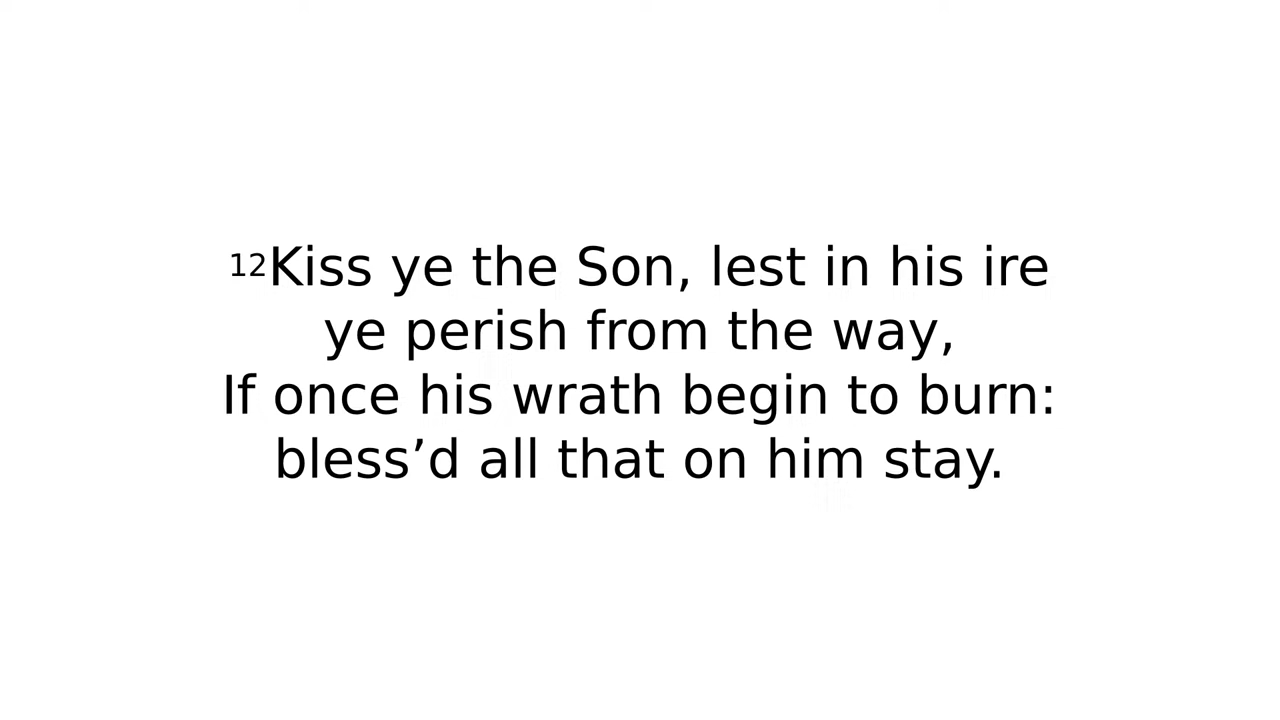 12Kiss ye the Son, lest in his ire
ye perish from the way,
If once his wrath begin to burn:
bless’d all that on him stay.